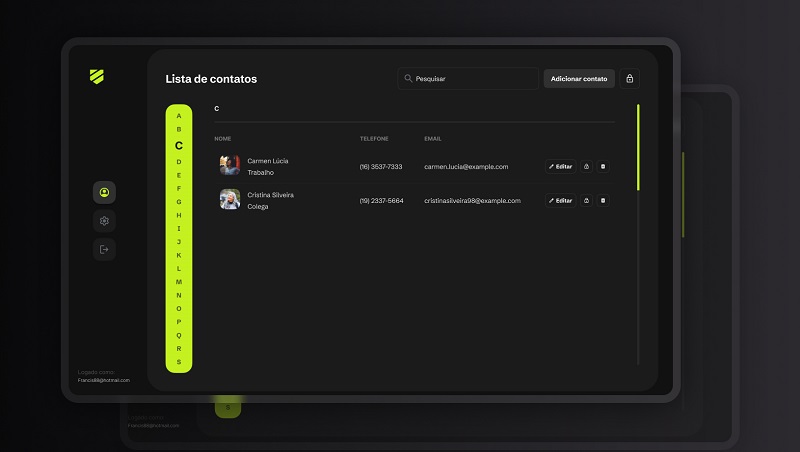 Lista de contatos
Pesquisar
Adicionar contato
A
B
C
D
E
F
G
H
I
J
K
L
M
N
O
P
Q
R
S
C
NOME TELEFONE EMAIL
Carmen Lúcia
Trabalho
(16) 3537-7333 carmen.lucia@example.com Editar
Cristina Silveira
Colega
(19) 2337-5664 cristinasilveira98@example.com Editar
Logado como:
Francis98@hotmail.com
Logado como:
Francis98@hotmail.com
S